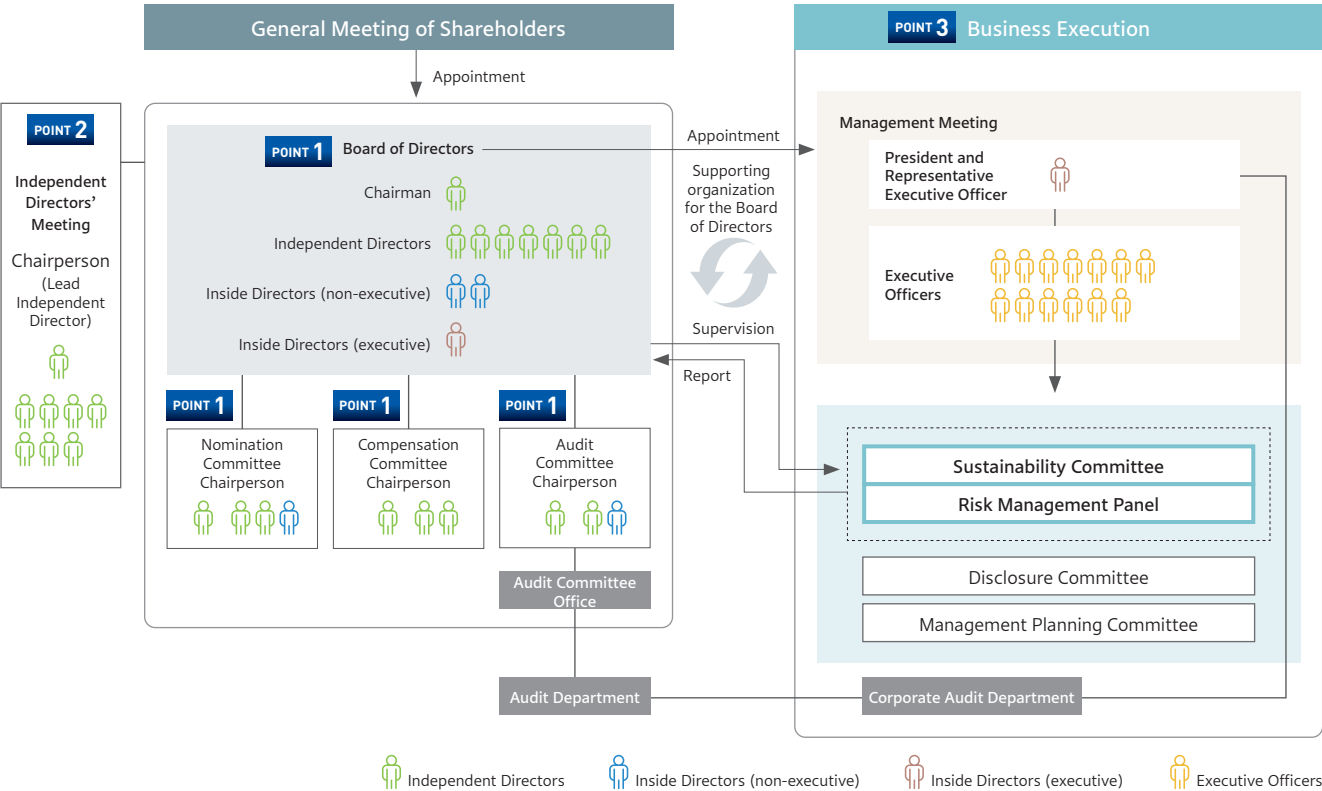 General Meeting of Shareholders
POINT 3 Business Execution
Appointment
POINT 2
Independent
Directors’
Meeting
Chairperson
(Lead
Independent
Director)
POINT 1 Board of Directors
Chairman
Independent Directors
Inside Directors (non-executive)
Inside Directors (executive)
Appointment
Supporting
organization
for the Board
of Directors
Supervision
Report
Management Meeting
President and
Representative
Executive Officer
Executive
Officers
POINT 1
Nomination
Committee
Chairperson
POINT 1
Compensation
Committee
Chairperson
POINT 1
Audit
Committee
Chairperson
Audit Committee
Office
Sustainability Committee
Risk Management Panel
Disclosure Committee
Management Planning Committee
Audit Department
Corporate Audit Department
Independent Directors
Inside Directors (non-executive)
Inside Directors (executive)
Executive Officers